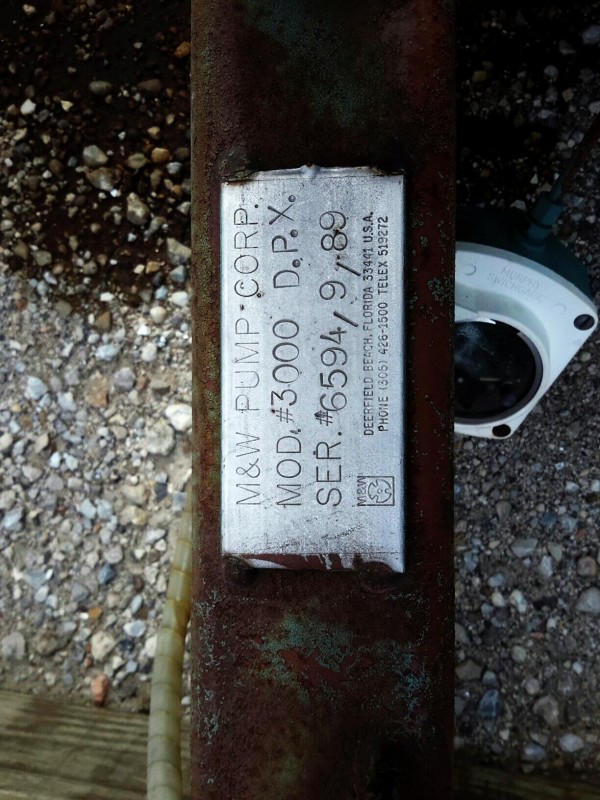 M&W PUMP CORP.
MOD. #3000 D.P.X.
SER. #6594, 9/89
DEERFIELD BEACH, FLORIDA 33441 U.S.A.
PHONE (305) 426-1500 TELEX 519272
M&W